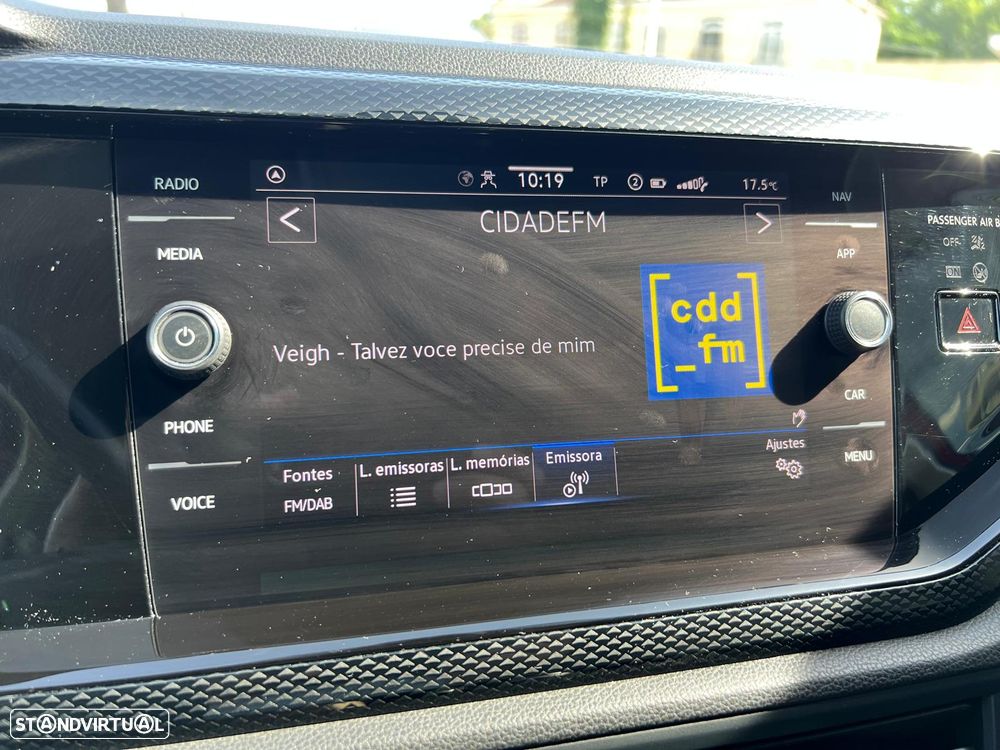 RADIO
MEDIA
PHONE
VOICE
10:19
TP
2
17.5°C
CIDADEFM
Veigh - Talvez voce precise de mim
[cdd
_fm]
Fontes
FM/DAB
L. emissoras
L. memórias
Emissora
Ajustes
NAV
APP
CAR
MENU
PASSENGER AIR B
OFF
ON
STANDVIRTUAL